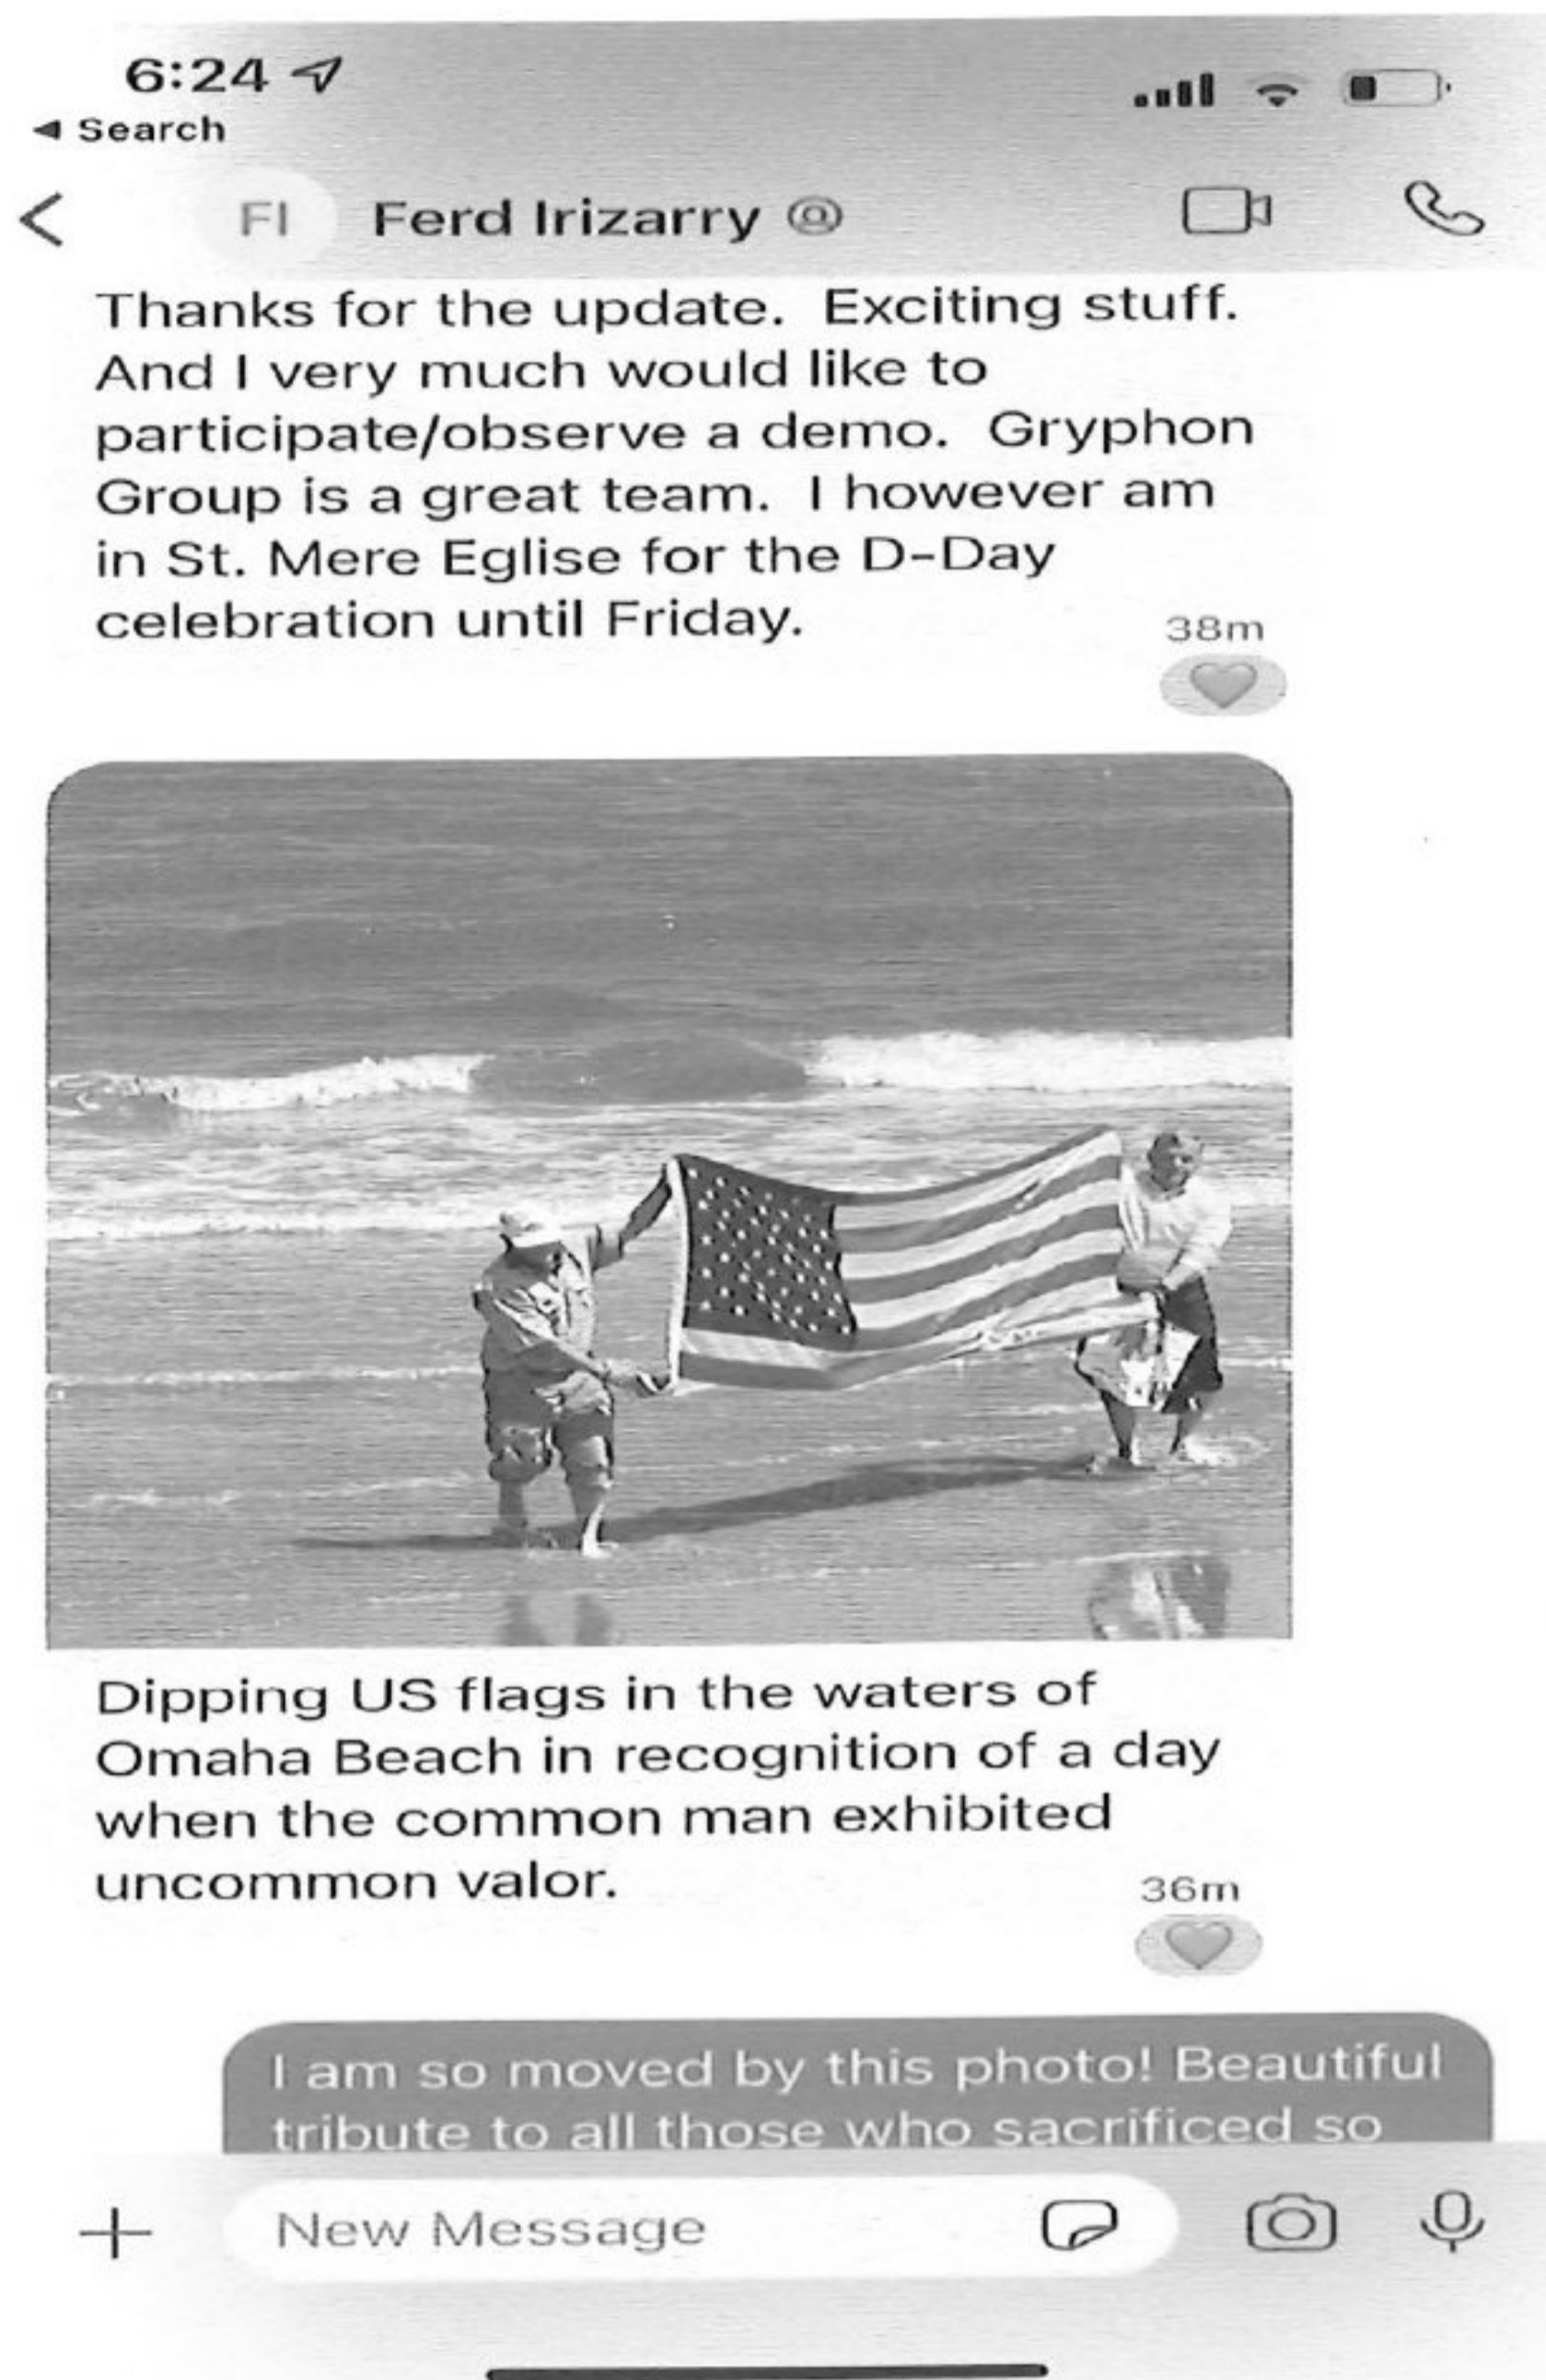 6:24
Search
FI Ferd Irizarry
Thanks for the update.  Exciting stuff.
And I very much would like to
participate/observe a demo.  Gryphon
Group is a great team.  I however am
in St. Mere Eglise for the D-Day
celebration until Friday.
38m
Dipping US flags in the waters of
Omaha Beach in recognition of a day
when the common man exhibited
uncommon valor.
36m
I am so moved by this photo! Beautiful
tribute to all those who sacrificed so
New Message